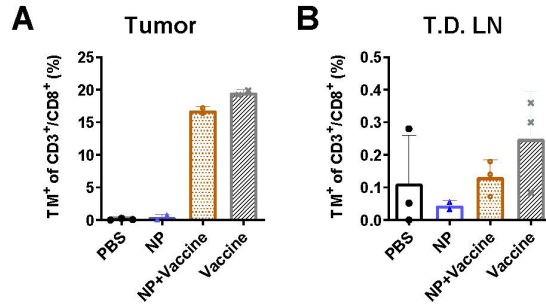 A
Tumor
TM⁺ of CD3⁺/CD8⁺ (%)
25
20
15
10
5
0
PBS
NP
NP+Vaccine
Vaccine
B
T.D. LN
TM⁺ of CD3⁺/CD8⁺ (%)
0.5
0.4
0.3
0.2
0.1
0.0
PBS
NP
NP+Vaccine
Vaccine